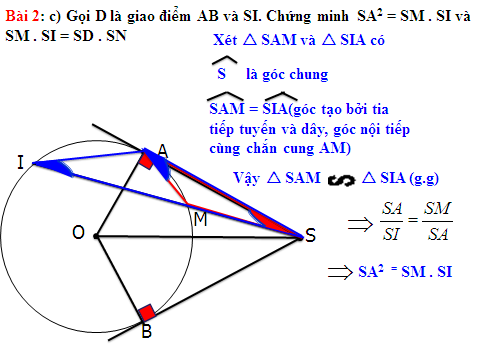 Bài 2: c) Gọi D là giao điểm AB và SI. Chứng minh SA² = SM . SI và
SM . SI = SD . SN
Xét △ SAM và △ SIA có
S là góc chung
SAM = SIA(góc tạo bởi tia
tiếp tuyến và dây, góc nội tiếp
cùng chắn cung AM)
Vậy △ SAM ∽ △ SIA (g.g)
⇒ SA/SI = SM/SA
⇒ SA² = SM . SI
A
I
M
O
S
B